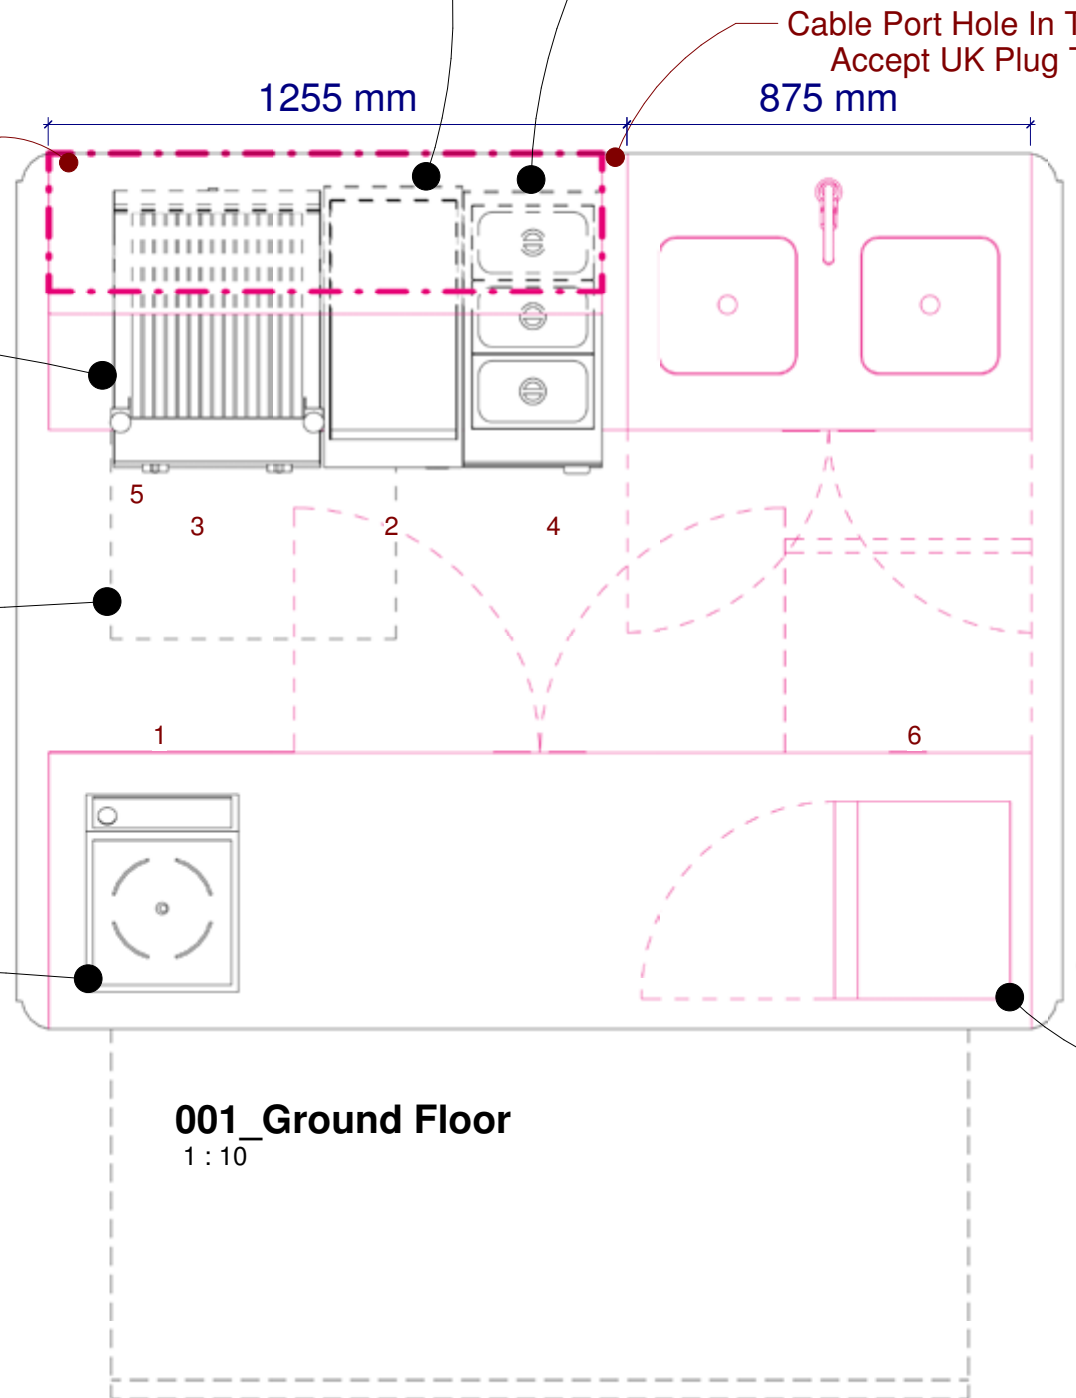 Cable Port Hole In
Accept UK Plug
1255 mm
875 mm
5
3
2
4
1
6
001_Ground Floor
1 : 10